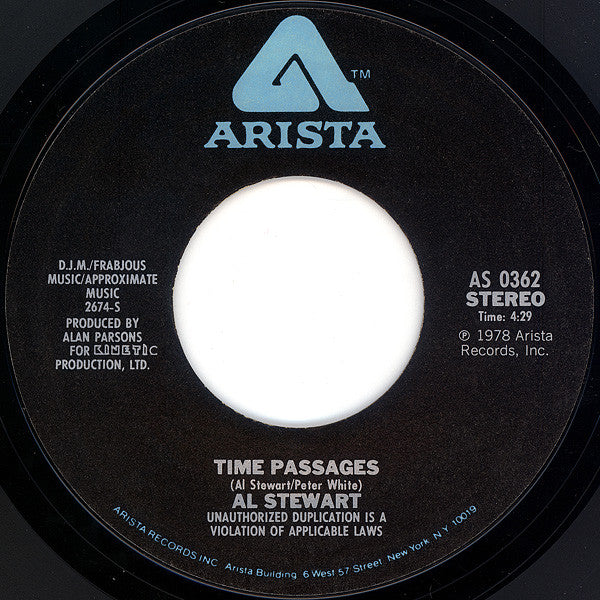 TM
ARISTA
D.J.M./FRABJOUS
MUSIC/APPROXIMATE
MUSIC
2674-S
PRODUCED BY
ALAN PARSONS
FOR KINETIC
PRODUCTION, LTD.
AS 0362
STEREO
Time: 4:29
℗ 1978 Arista
Records, Inc.
TIME PASSAGES
(Al Stewart/Peter White)
AL STEWART
UNAUTHORIZED DUPLICATION IS A
VIOLATION OF APPLICABLE LAWS
ARISTA RECORDS INC Arista Building 6 West 57 Street New York, N.Y. 10019